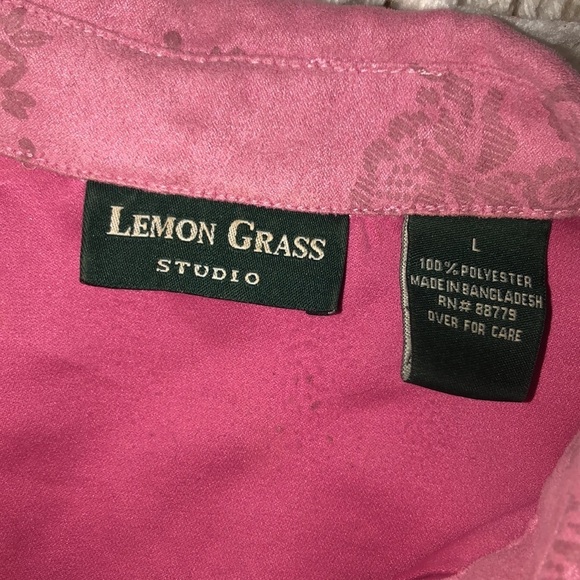 LEMON GRASS
STUDIO
L
100% POLYESTER
MADE IN BANGLADESH
RN# 88779
OVER FOR CARE